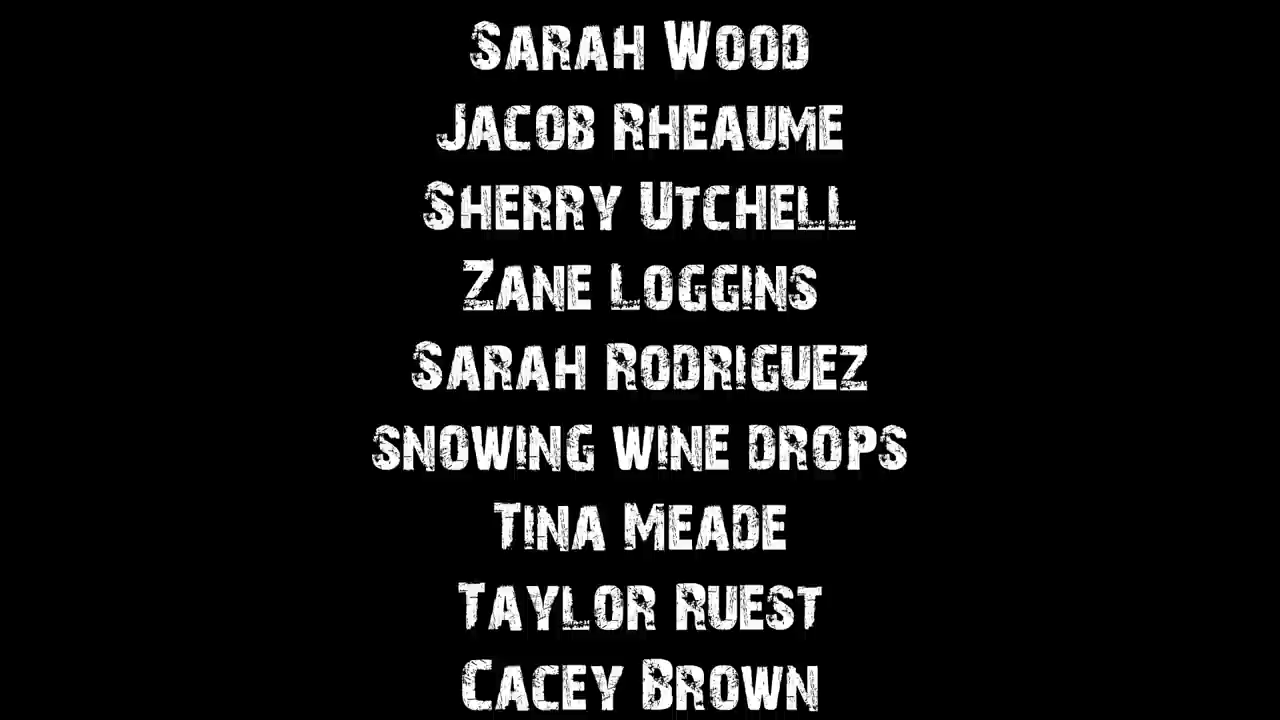 Sarah Wood
Jacob Rheaume
Sherry Utchell
Zane Loggins
Sarah Rodriguez
snowing wine drops
Tina Meade
Taylor Ruest
Cacey Brown